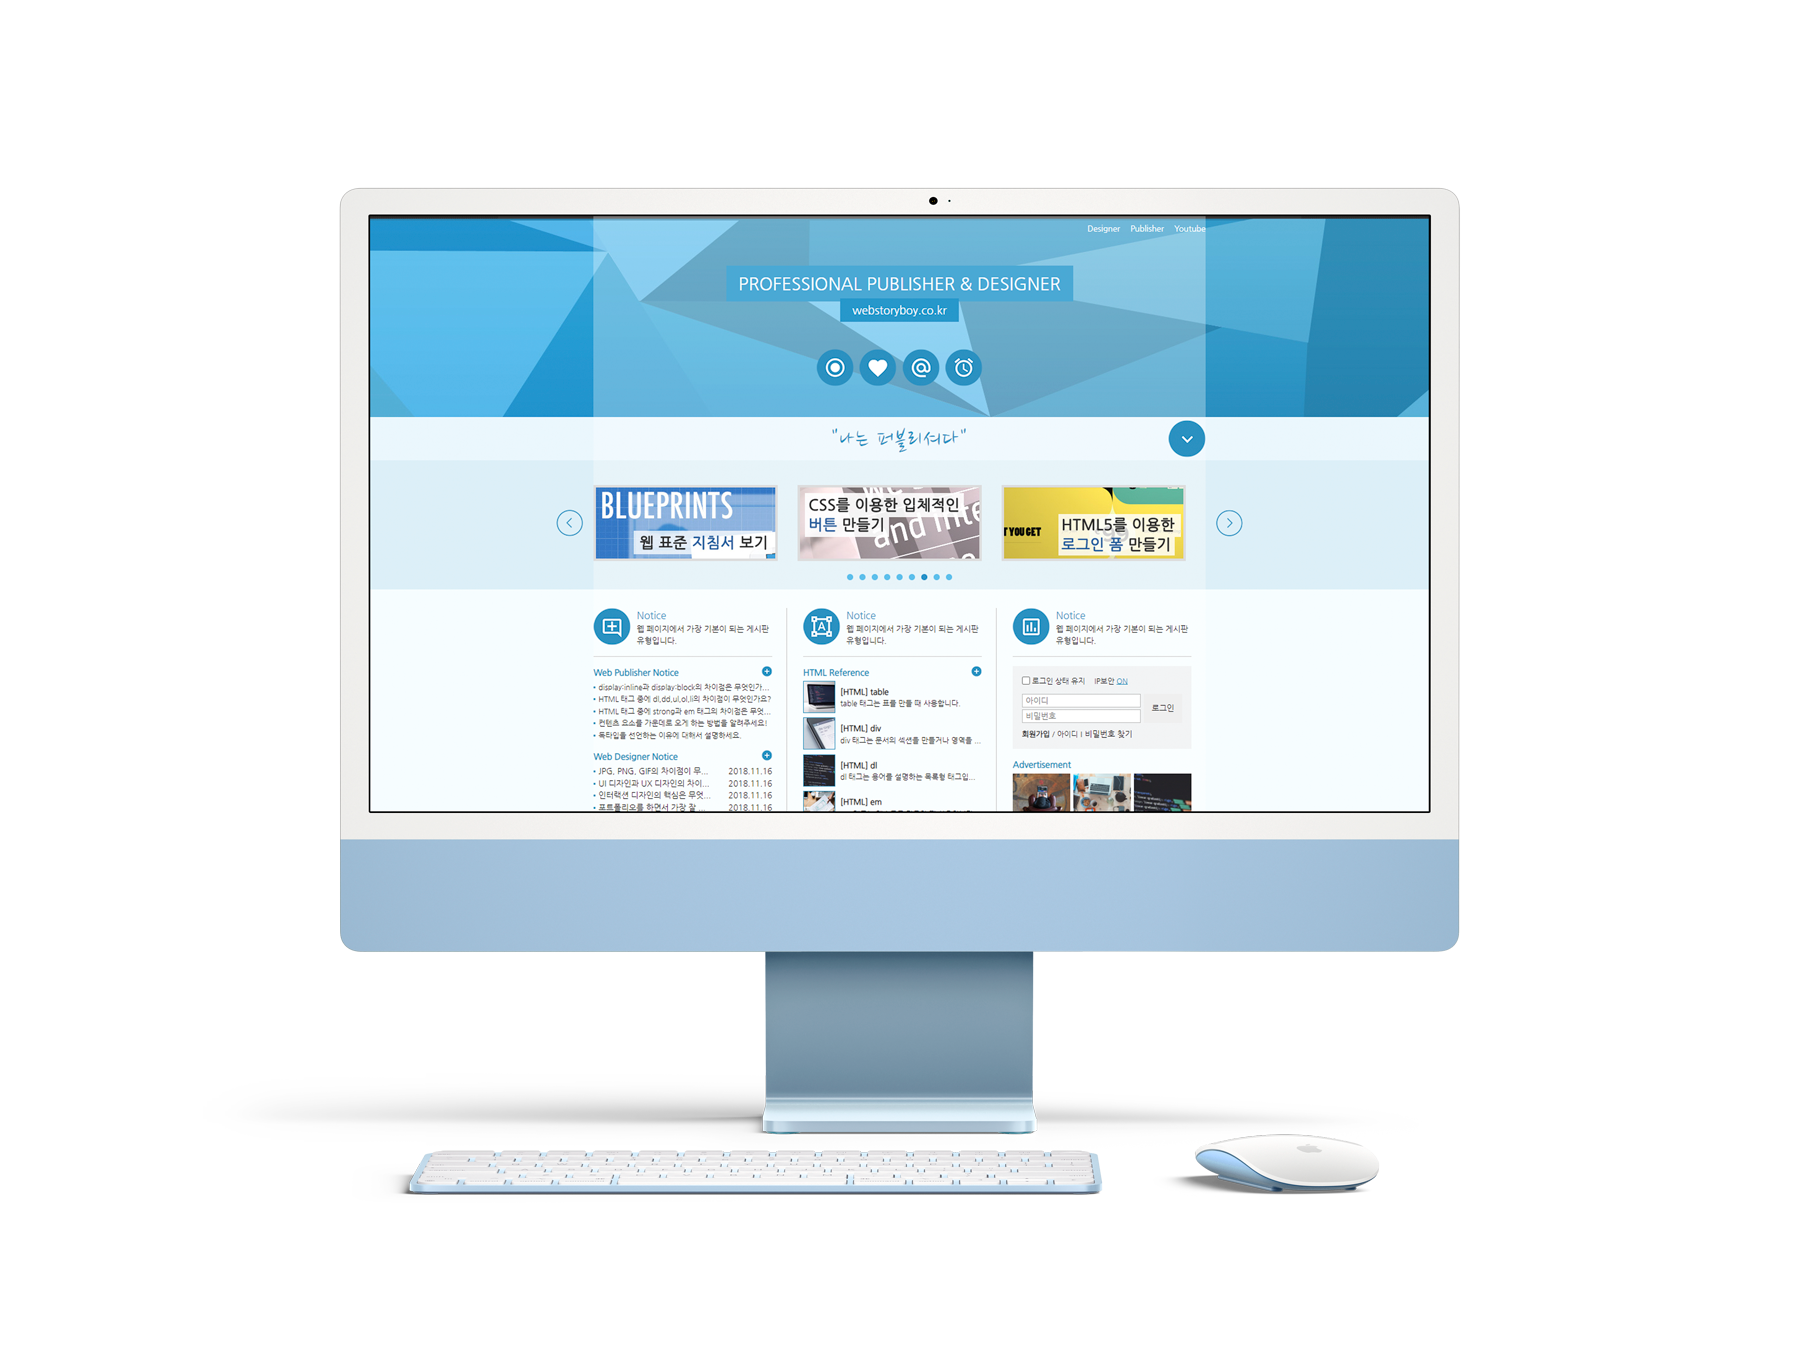 Designer Publisher Youtube
PROFESSIONAL PUBLISHER & DESIGNER
webstoryboy.co.kr
"나는 퍼블리셔다"
BLUEPRINTS
웹 표준 지침서 보기
CSS를 이용한 입체적인
버튼 만들기
and inte
T YOU GET
HTML5를 이용한
로그인 폼 만들기
Notice
웹 페이지에서 가장 기본이 되는 게시판
유형입니다.
Web Publisher Notice
display:inline과 display:block의 차이점은 무엇인가...
HTML 태그 중에 dl,dd,ul,ol,li의 차이점이 무엇인가요?
HTML 태그 중에 strong과 em 태그의 차이점은 무엇...
컨텐츠 요소를 가운데로 오게 하는 방법을 알려주세요!
독타입을 선언하는 이유에 대해서 설명하세요.
Web Designer Notice
JPG, PNG, GIF의 차이점이 무... 2018.11.16
UI 디자인과 UX 디자인의 차이... 2018.11.16
인터랙션 디자인의 핵심은 무엇... 2018.11.16
포트폴리오를 하면서 가장 잘 ... 2018.11.16
Notice
웹 페이지에서 가장 기본이 되는 게시판
유형입니다.
HTML Reference
[HTML] table
table 태그는 표를 만들 때 사용합니다.
[HTML] div
div 태그는 문서의 섹션을 만들거나 영역을 ...
[HTML] dl
dl 태그는 용어를 설명하는 목록형 태그입...
[HTML] em
Notice
웹 페이지에서 가장 기본이 되는 게시판
유형입니다.
로그인 상태 유지 IP보안 ON
아이디
비밀번호
로그인
회원가입 / 아이디 | 비밀번호 찾기
Advertisement